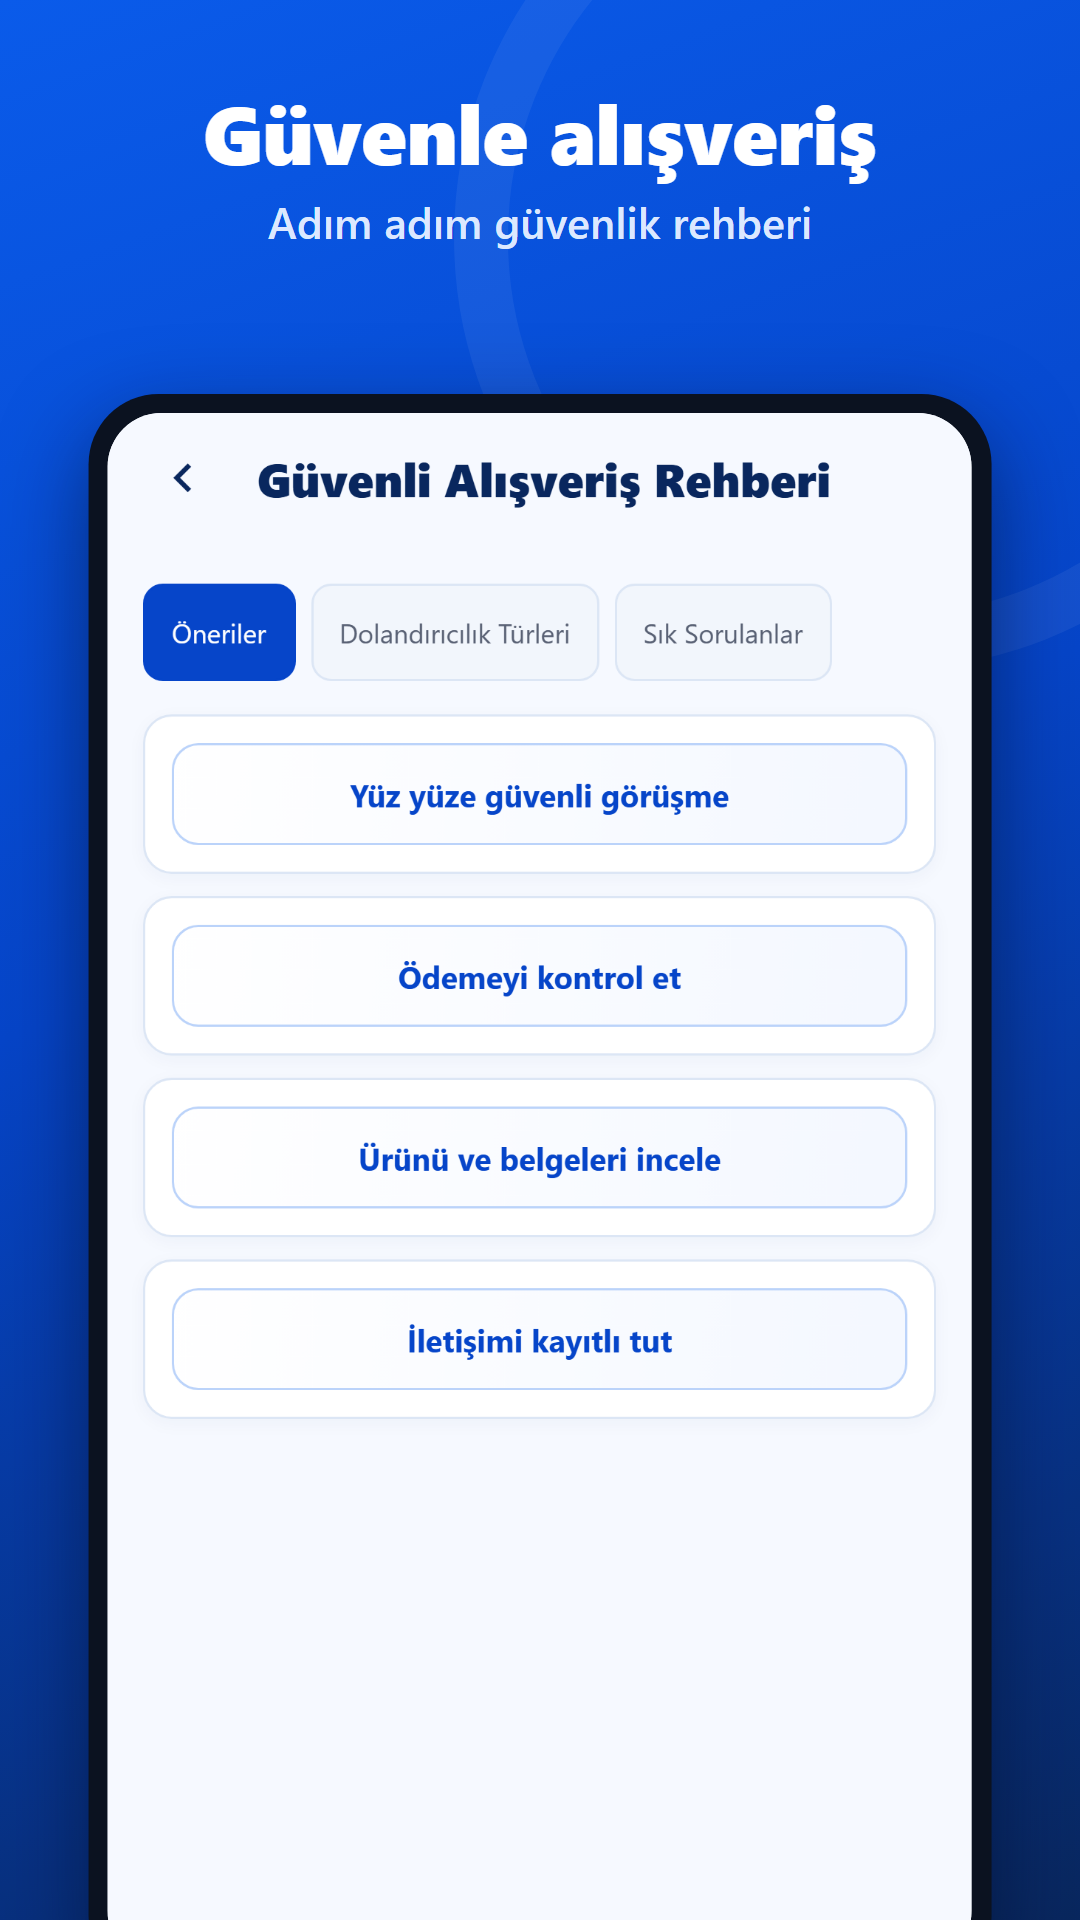 Güvenle alışveriş
Adım adım güvenlik rehberi
Güvenli Alışveriş Rehberi
Öneriler
Dolandırıcılık Türleri
Sık Sorulanlar
Yüz yüze güvenli görüşme
Ödemeyi kontrol et
Ürünü ve belgeleri incele
İletişimi kayıtlı tut